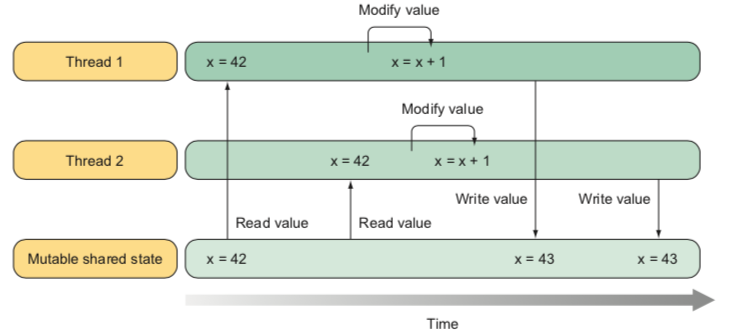 Modify value
Thread 1
x = 42
x = x + 1
Modify value
Thread 2
x = 42
x = x + 1
Write value
Write value
Read value
Read value
Mutable shared state
x = 42
x = 43
x = 43
Time